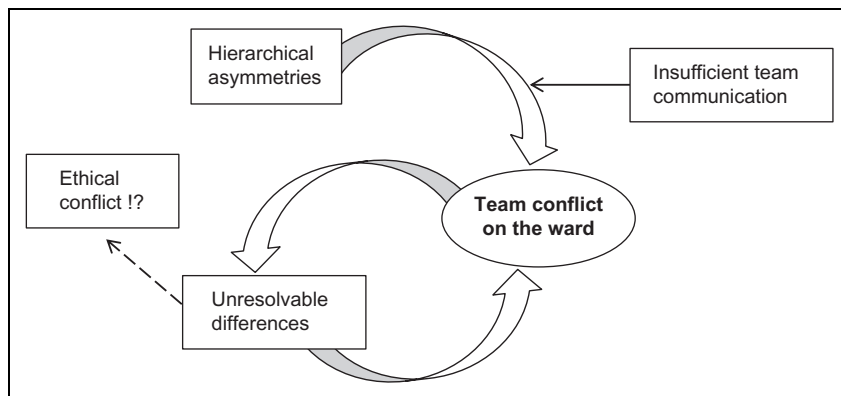 Hierarchical
asymmetries
Insufficient team
communication
Ethical
conflict !?
Team conflict
on the ward
Unresolvable
differences